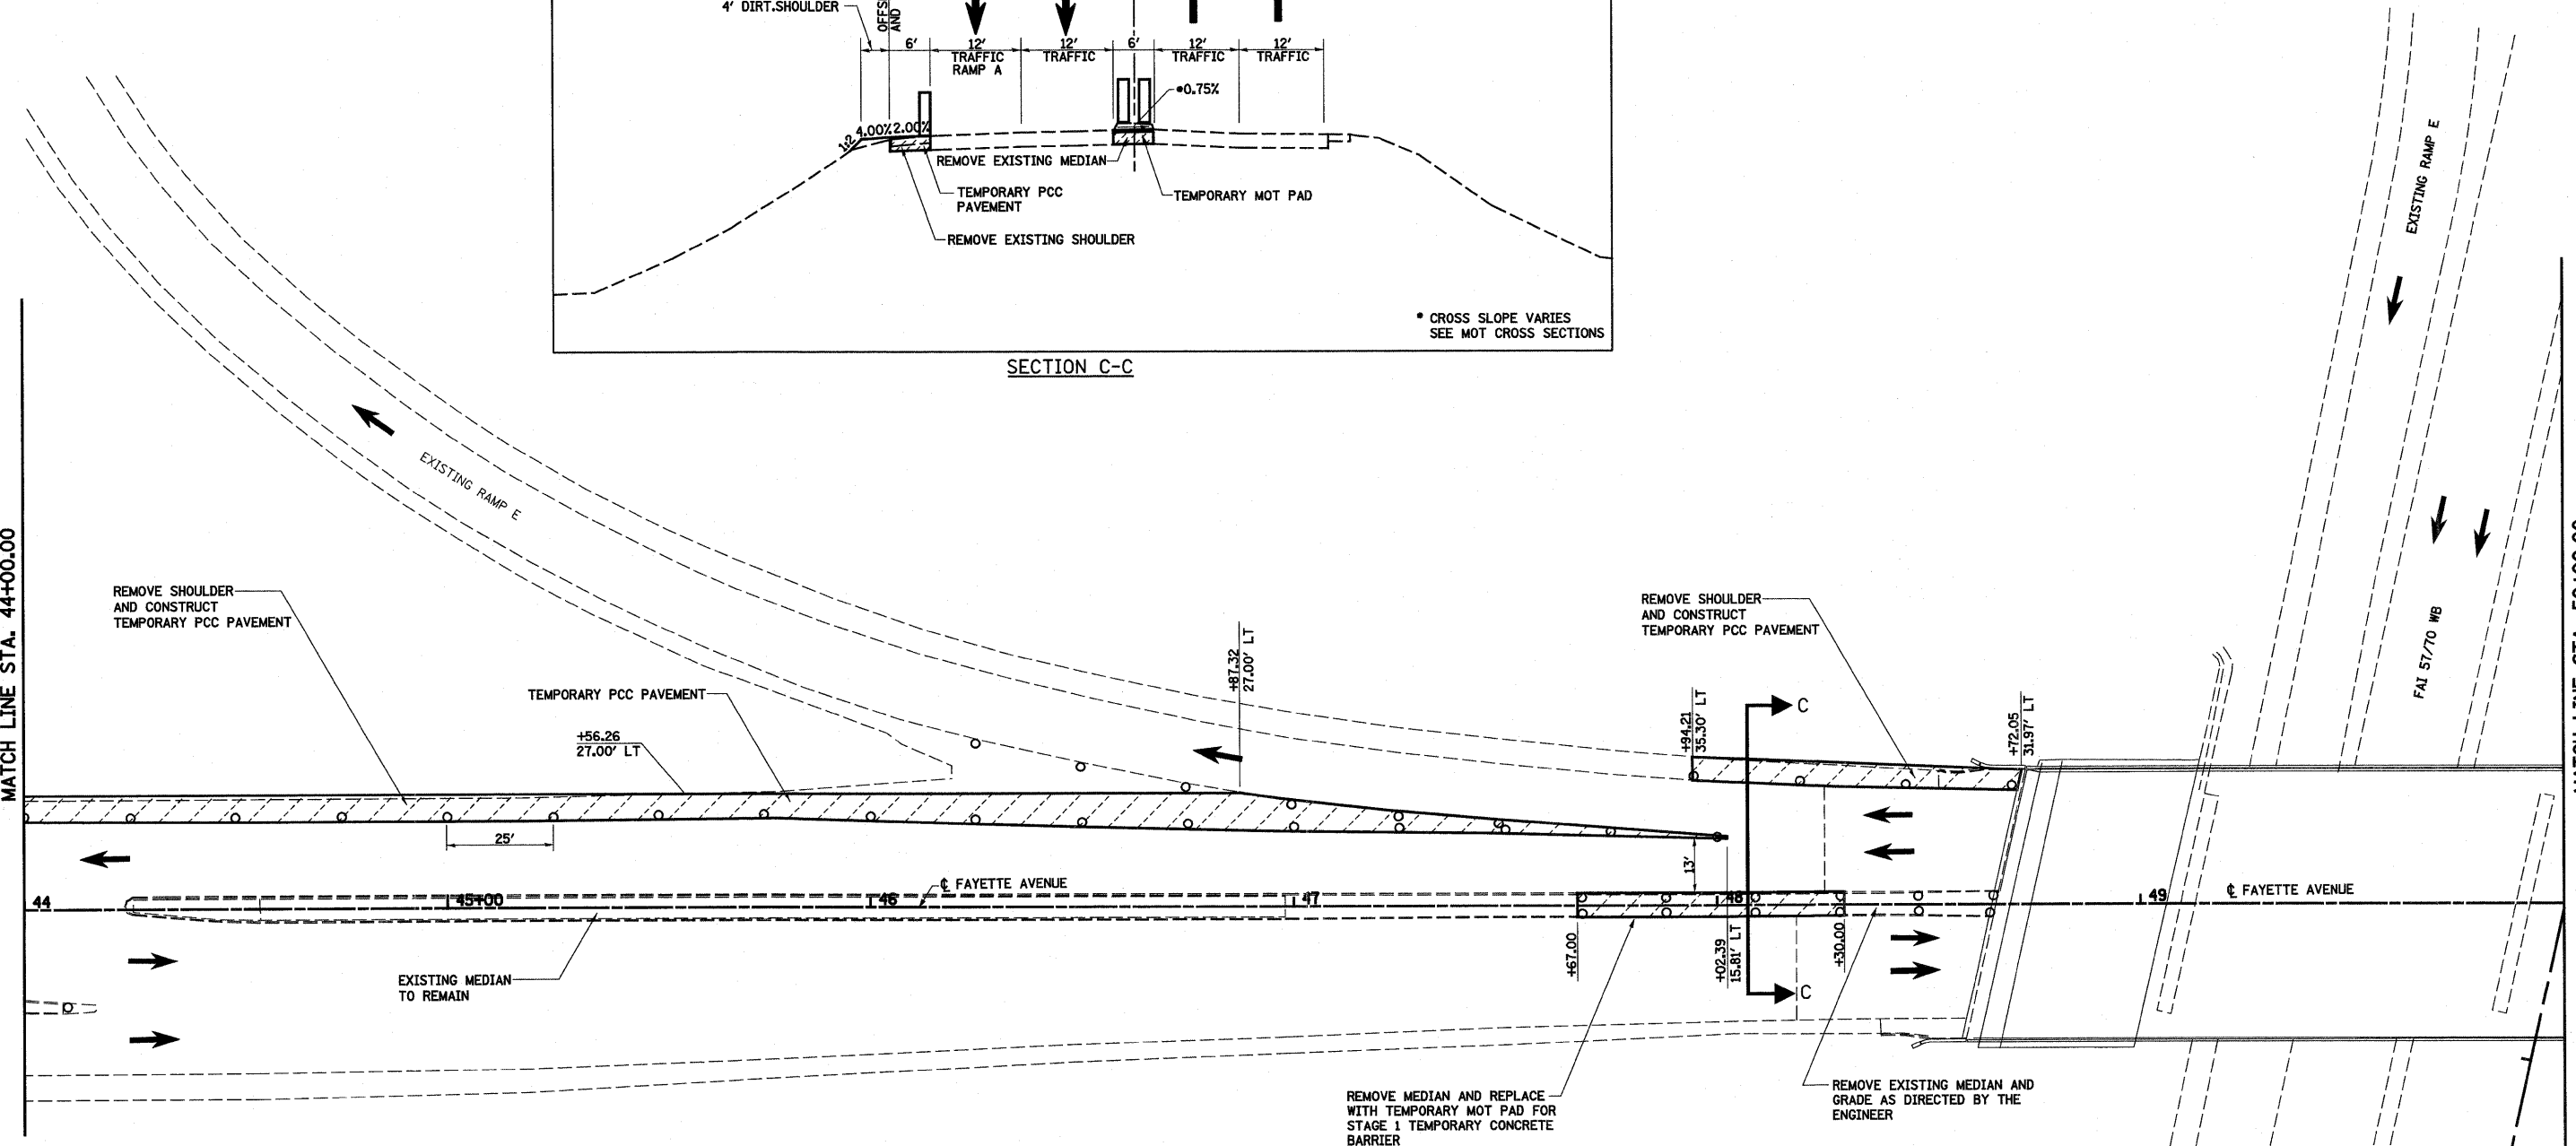 4' DIRT.SHOULDER
OFFS
AND
6'
12'
TRAFFIC
RAMP A
12'
TRAFFIC
6'
12'
TRAFFIC
12'
TRAFFIC
*0.75%
1:2
4.00%
2.00%
REMOVE EXISTING MEDIAN
TEMPORARY PCC
PAVEMENT
TEMPORARY MOT PAD
REMOVE EXISTING SHOULDER
* CROSS SLOPE VARIES
SEE MOT CROSS SECTIONS
SECTION C-C
EXISTING RAMP E
EXISTING RAMP E
FAI 57/70 WB
MATCH LINE STA. 44+00.00
REMOVE SHOULDER
AND CONSTRUCT
TEMPORARY PCC PAVEMENT
TEMPORARY PCC PAVEMENT
+56.26
27.00' LT
+87.32
27.00' LT
REMOVE SHOULDER
AND CONSTRUCT
TEMPORARY PCC PAVEMENT
+94.21
35.30' LT
C
+72.05
31.97' LT
25'
13'
44
45+00
46
℄ FAYETTE AVENUE
47
48
49
℄ FAYETTE AVENUE
+67.00
+02.39
15.81' LT
+30.00
C
EXISTING MEDIAN
TO REMAIN
REMOVE MEDIAN AND REPLACE
WITH TEMPORARY MOT PAD FOR
STAGE 1 TEMPORARY CONCRETE
BARRIER
REMOVE EXISTING MEDIAN AND
GRADE AS DIRECTED BY THE
ENGINEER